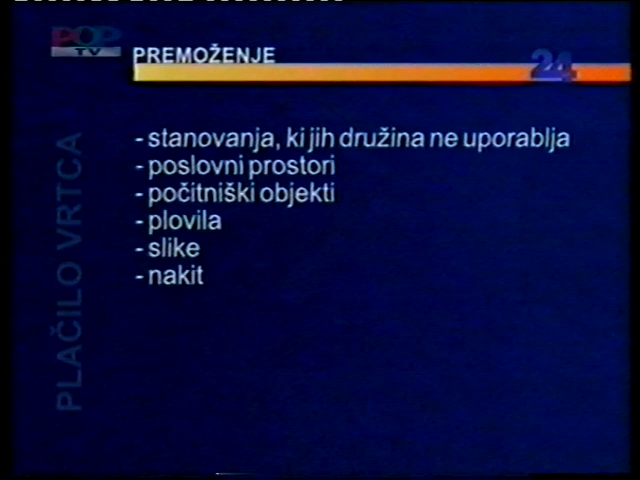 POP
TV
PREMOŽENJE
24
PLAČILO VRTCA
- stanovanja, ki jih družina ne uporablja
- poslovni prostori
- počitniški objekti
- plovila
- slike
- nakit